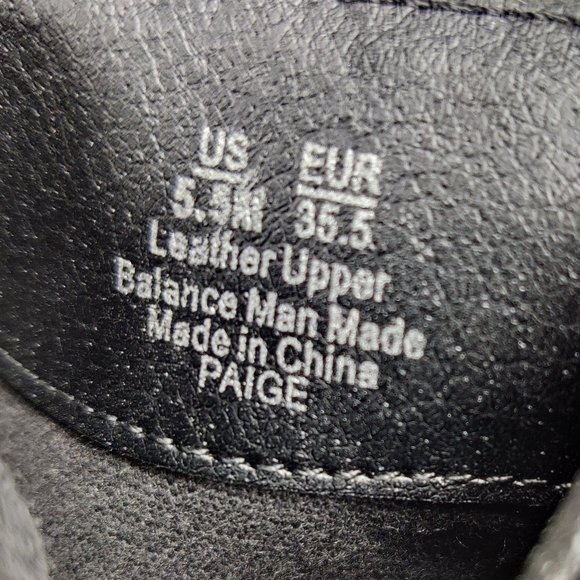 US EUR
5.5M 35.5
Leather Upper
Balance Man Made
Made in China
PAIGE